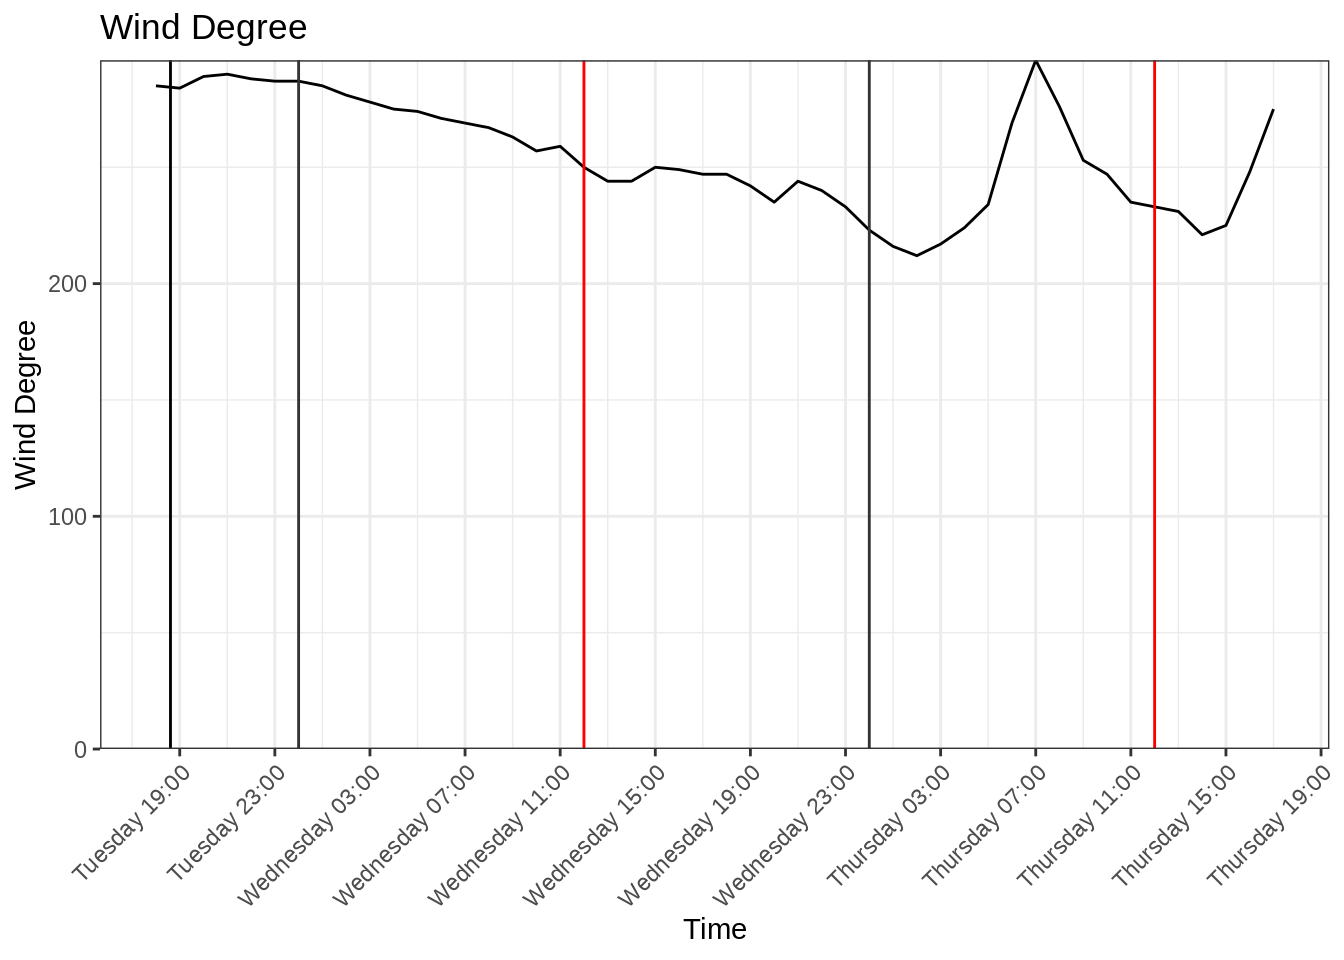 Wind Degree
Wind Degree
200
100
0
Tuesday 19:00
Tuesday 23:00
Wednesday 03:00
Wednesday 07:00
Wednesday 11:00
Wednesday 15:00
Wednesday 19:00
Wednesday 23:00
Thursday 03:00
Thursday 07:00
Thursday 11:00
Thursday 15:00
Thursday 19:00
Time